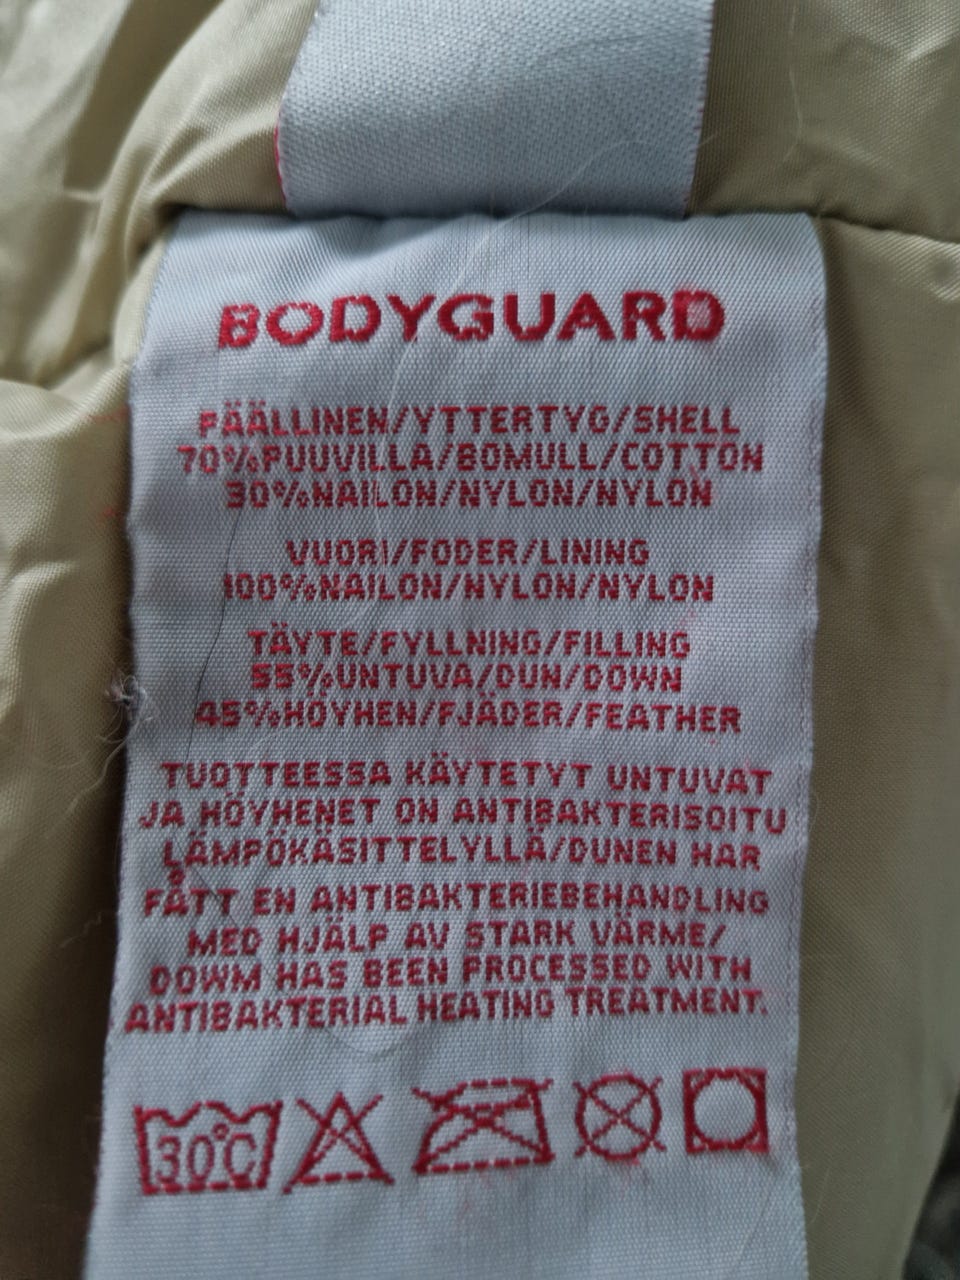 BODYGUARD
PÄÄLLINEN/YTTERTYG/SHELL
70%PUUVILLA/BOMULL/COTTON
30%NAILON/NYLON/NYLON
VUORI/FODER/LINING
100%NAILON/NYLON/NYLON
TÄYTE/FYLLNING/FILLING
55%UNTUVA/DUN/DOWN
45%HÖYHEN/FJÄDER/FEATHER
TUOTTEESSA KÄYTETYT UNTUVAT
JA HÖYHENET ON ANTIBAKTERISOITU
LÄMPÖKÄSITTELYLLÄ/DUNEN HAR
FÅTT EN ANTIBAKTERIEBEHANDLING
MED HJÄLP AV STARK VÄRME/
DOWM HAS BEEN PROCESSED WITH
ANTIBAKTERIAL HEATING TREATMENT.
30°C